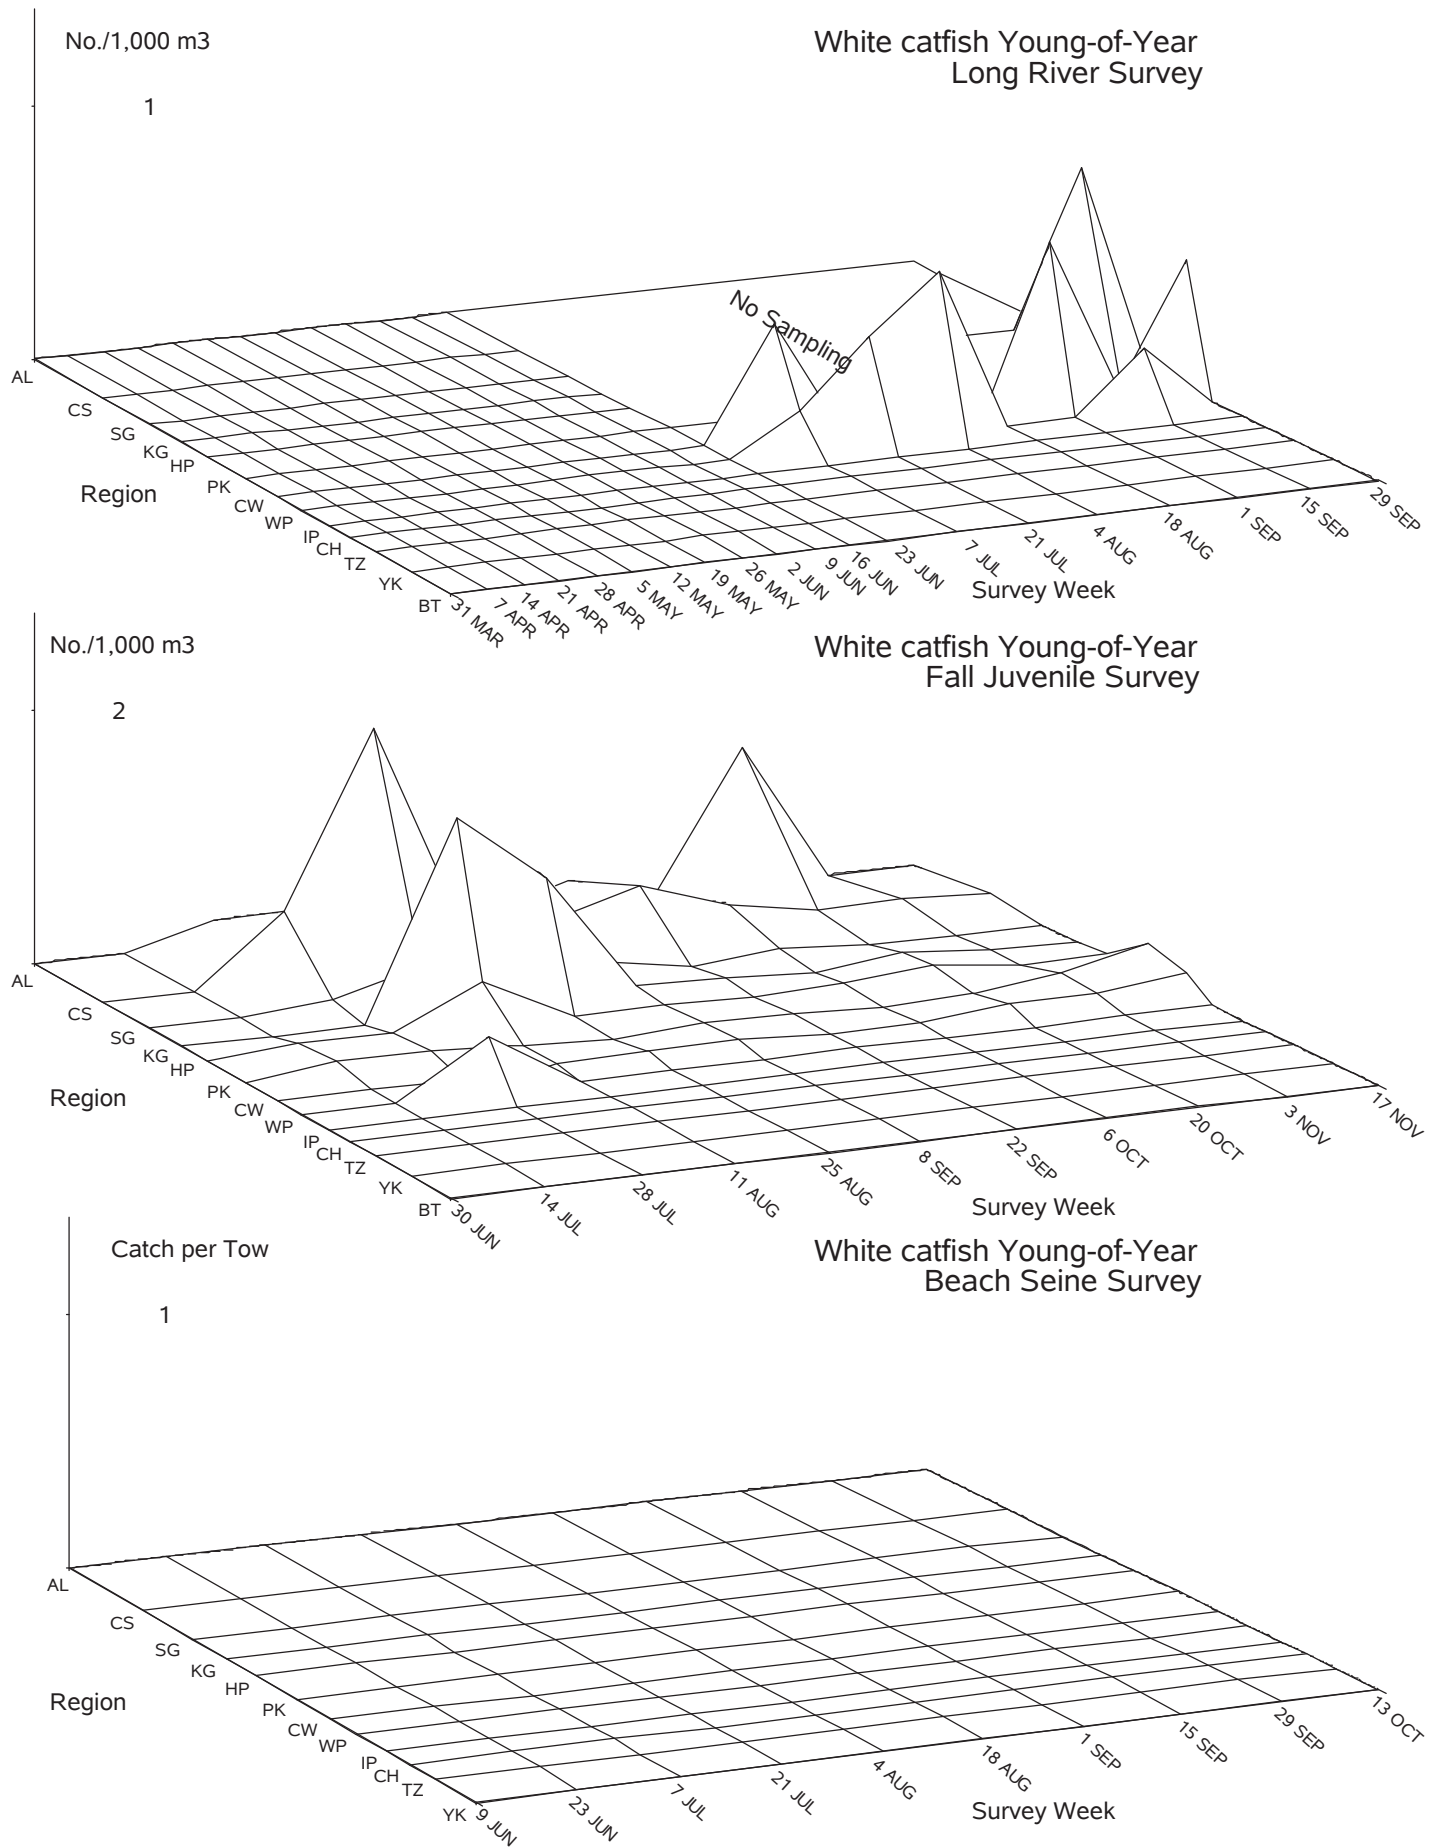 No./1,000 m3
White catfish Young-of-Year
Long River Survey
1
No Sampling
AL
CS
SG
KG
HP
PK
CW
WP
IP
CH
TZ
YK
BT
Region
31 MAR
7 APR
14 APR
21 APR
28 APR
5 MAY
12 MAY
19 MAY
26 MAY
2 JUN
9 JUN
16 JUN
23 JUN
7 JUL
21 JUL
4 AUG
18 AUG
1 SEP
15 SEP
29 SEP
Survey Week
No./1,000 m3
White catfish Young-of-Year
Fall Juvenile Survey
2
AL
CS
SG
KG
HP
PK
CW
WP
IP
CH
TZ
YK
BT
Region
30 JUN
14 JUL
28 JUL
11 AUG
25 AUG
8 SEP
22 SEP
6 OCT
20 OCT
3 NOV
17 NOV
Survey Week
Catch per Tow
White catfish Young-of-Year
Beach Seine Survey
1
AL
CS
SG
KG
HP
PK
CW
WP
IP
CH
TZ
YK
Region
9 JUN
23 JUN
7 JUL
21 JUL
4 AUG
18 AUG
1 SEP
15 SEP
29 SEP
13 OCT
Survey Week